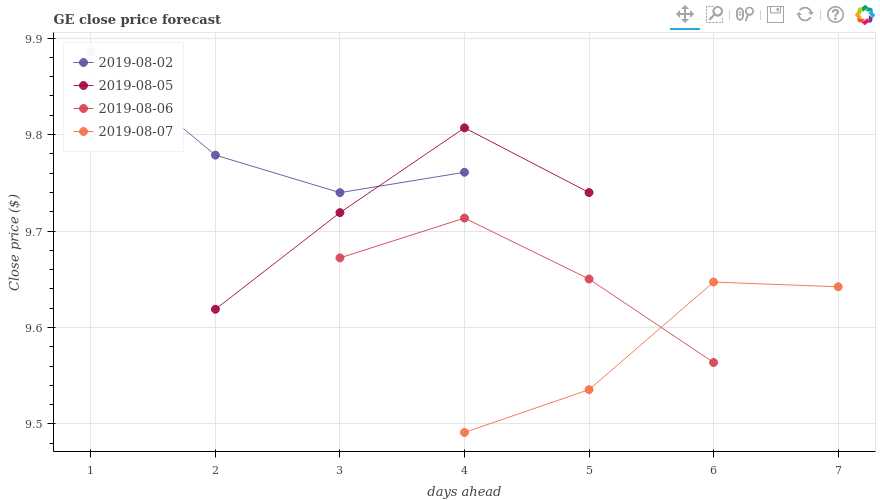 GE close price forecast
9.9
9.8
9.7
9.6
9.5
Close price ($)
2019-08-02
2019-08-05
2019-08-06
2019-08-07
1 2 3 4 5 6 7
days ahead